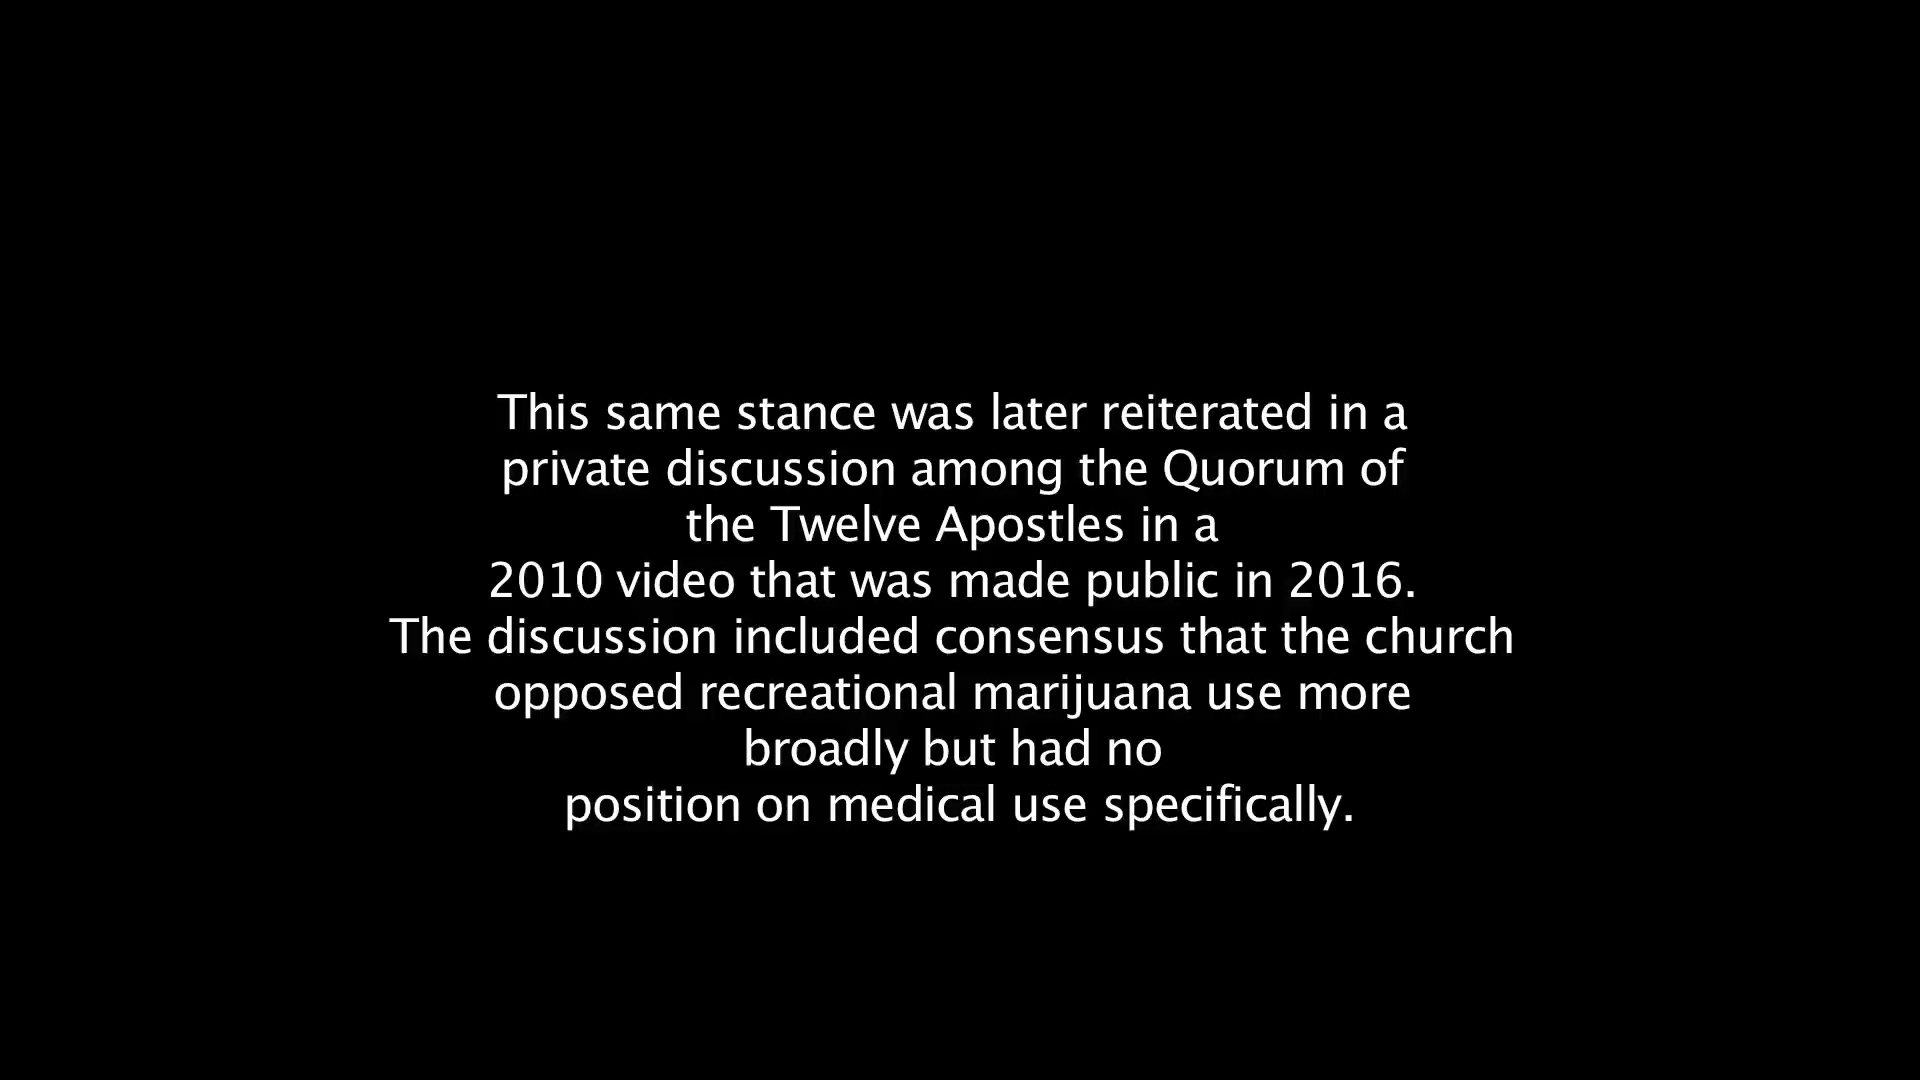 This same stance was later reiterated in a
private discussion among the Quorum of
the Twelve Apostles in a
2010 video that was made public in 2016.
The discussion included consensus that the church
opposed recreational marijuana use more
broadly but had no
position on medical use specifically.